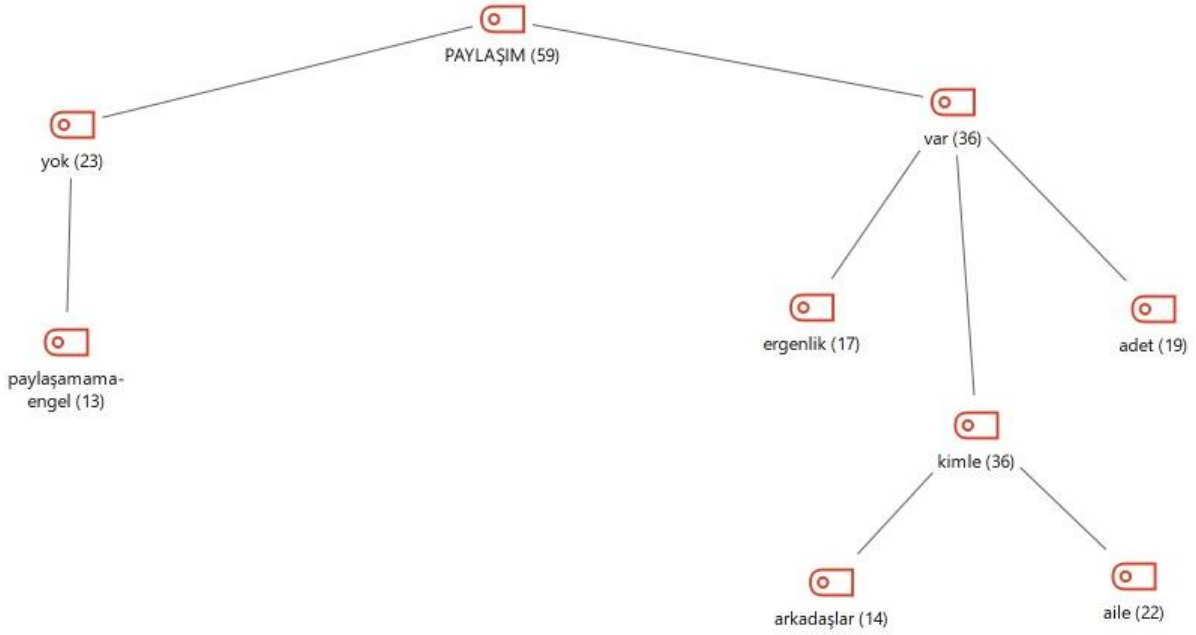 PAYLAŞIM (59)
yok (23)
var (36)
paylaşamama-
engel (13)
ergenlik (17)
adet (19)
kimle (36)
arkadaşlar (14)
aile (22)